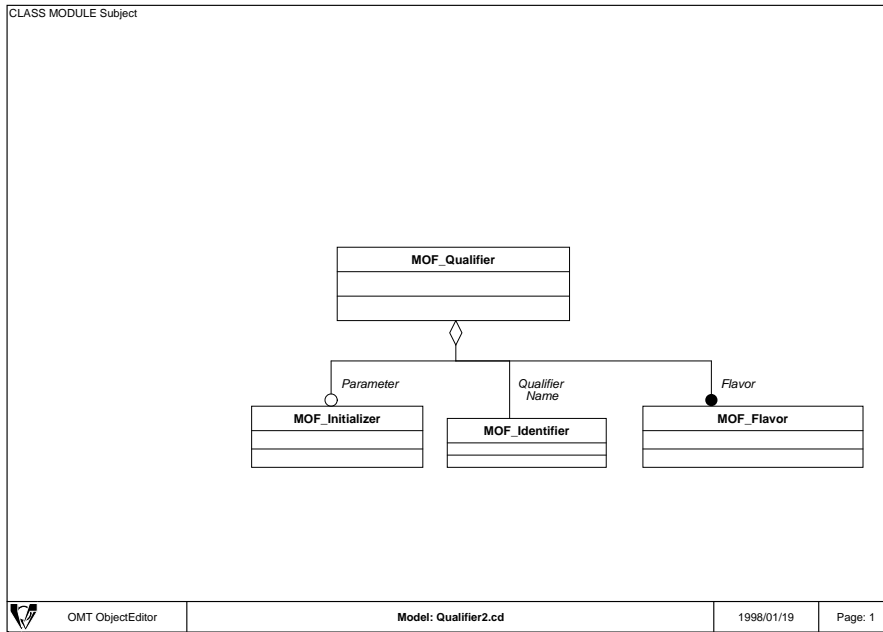 CLASS MODULE Subject
MOF_Qualifier
Parameter
Qualifier
Name
Flavor
MOF_Initializer
MOF_Identifier
MOF_Flavor
OMT ObjectEditor
Model: Qualifier2.cd
1998/01/19
Page: 1